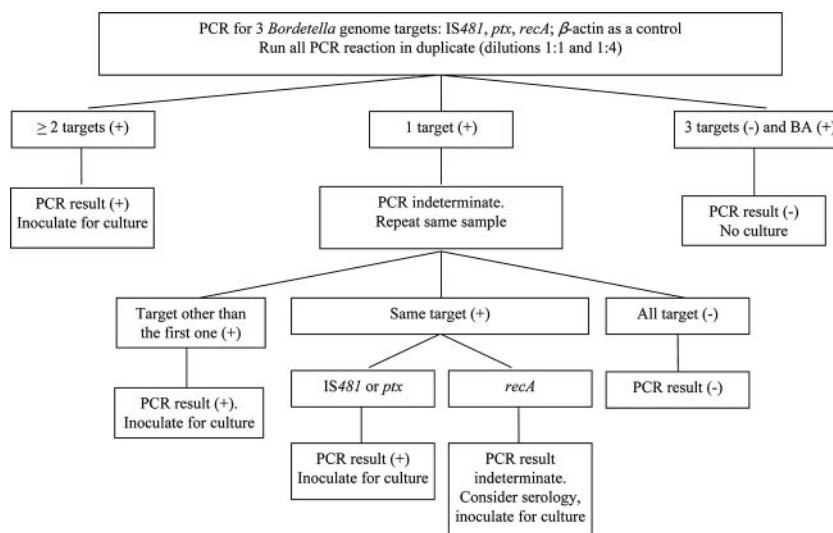 PCR for 3 Bordetella genome targets: IS481, ptx, recA; β-actin as a control
Run all PCR reaction in duplicate (dilutions 1:1 and 1:4)
≥ 2 targets (+)
1 target (+)
3 targets (-) and BA (+)
PCR result (+)
Inoculate for culture
PCR indeterminate.
Repeat same sample
PCR result (-)
No culture
Target other than
the first one (+)
Same target (+)
All target (-)
PCR result (+).
Inoculate for culture
IS481 or ptx
recA
PCR result (-)
PCR result (+)
Inoculate for culture
PCR result
indeterminate.
Consider serology,
inoculate for culture